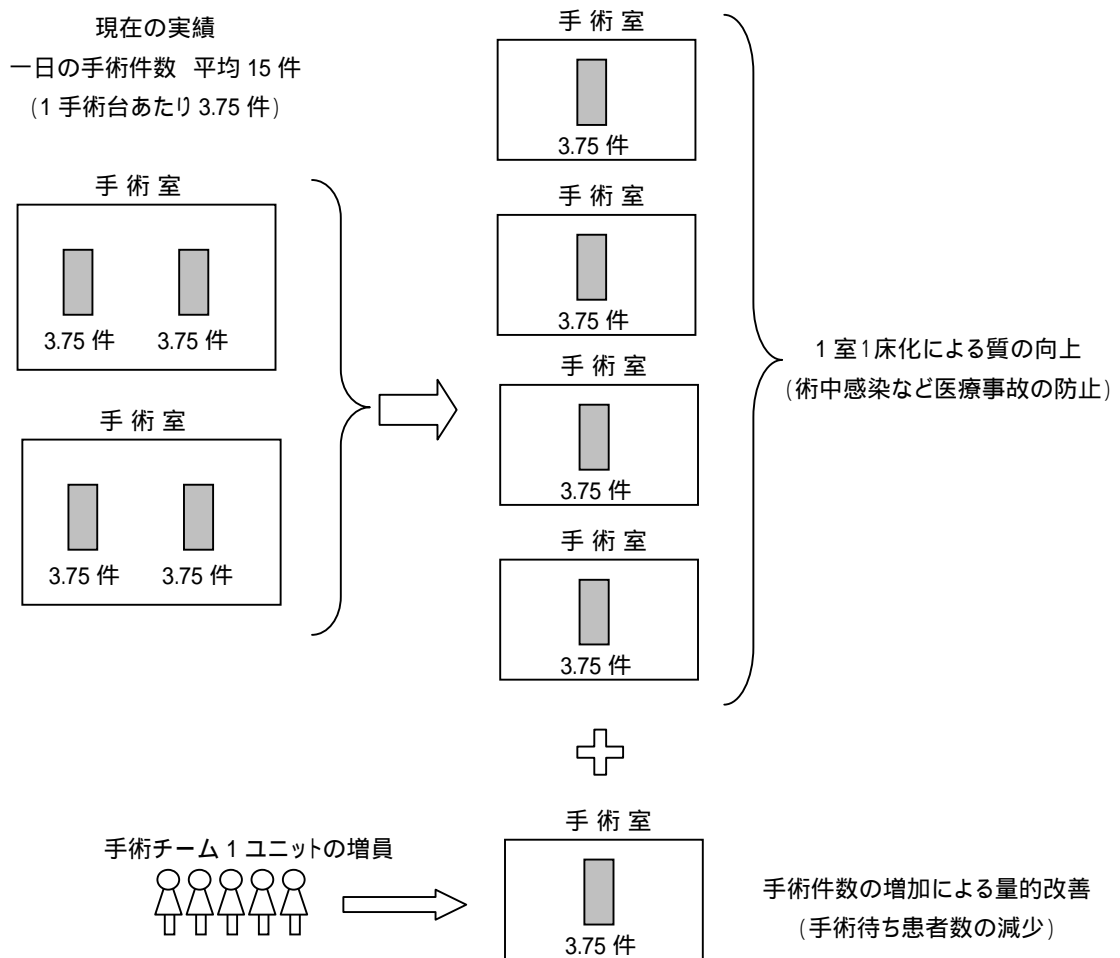 現在の実績
一日の手術件数 平均 15 件
(1 手術台あたり 3.75 件)
手 術 室
3.75 件 3.75 件
手 術 室
3.75 件 3.75 件
手 術 室
3.75 件
手 術 室
3.75 件
手 術 室
3.75 件
手 術 室
3.75 件
1 室 1 床化による質の向上
(術中感染など医療事故の防止)
手術チーム 1 ユニットの増員
手 術 室
3.75 件
手術件数の増加による量的改善
(手術待ち患者数の減少)